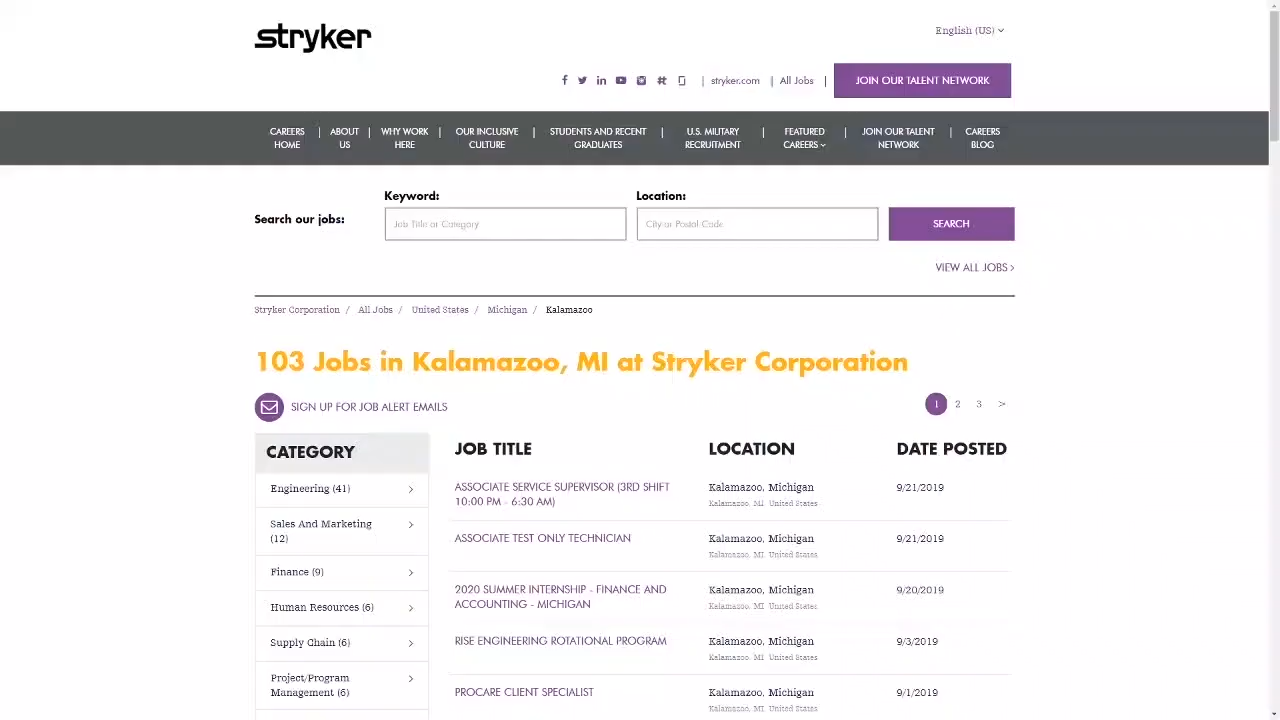 stryker
English (US)
stryker.com | All Jobs | JOIN OUR TALENT NETWORK
CAREERS HOME | ABOUT US | WHY WORK HERE | OUR INCLUSIVE CULTURE | STUDENTS AND RECENT GRADUATES | U.S. MILITARY RECRUITMENT | FEATURED CAREERS | JOIN OUR TALENT NETWORK | CAREERS BLOG
Keyword: Location:
Search our jobs: Job Title or Category City or Postal Code SEARCH
VIEW ALL JOBS >
Stryker Corporation / All Jobs / United States / Michigan / Kalamazoo
103 Jobs in Kalamazoo, MI at Stryker Corporation
SIGN UP FOR JOB ALERT EMAILS 1 2 3 >
CATEGORY
Engineering (41)
Sales And Marketing
(12)
Finance (9)
Human Resources (6)
Supply Chain (6)
Project/Program
Management (6)
JOB TITLE LOCATION DATE POSTED
ASSOCIATE SERVICE SUPERVISOR (3RD SHIFT Kalamazoo, Michigan 9/21/2019
10:00 PM - 6:30 AM) Kalamazoo, MI United States
ASSOCIATE TEST ONLY TECHNICIAN Kalamazoo, Michigan 9/21/2019
Kalamazoo, MI United States
2020 SUMMER INTERNSHIP - FINANCE AND Kalamazoo, Michigan 9/20/2019
ACCOUNTING - MICHIGAN Kalamazoo, MI United States
RISE ENGINEERING ROTATIONAL PROGRAM Kalamazoo, Michigan 9/3/2019
Kalamazoo, MI United States
PROCARE CLIENT SPECIALIST Kalamazoo, Michigan 9/1/2019
Kalamazoo, MI United States